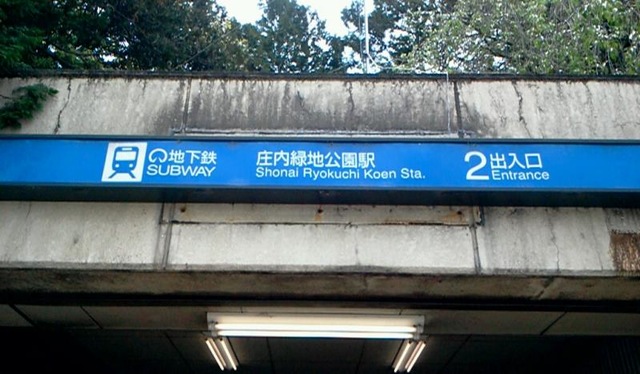 地下鉄
SUBWAY
庄内緑地公園駅
Shonai Ryokuchi Koen Sta.
2 出入口
Entrance